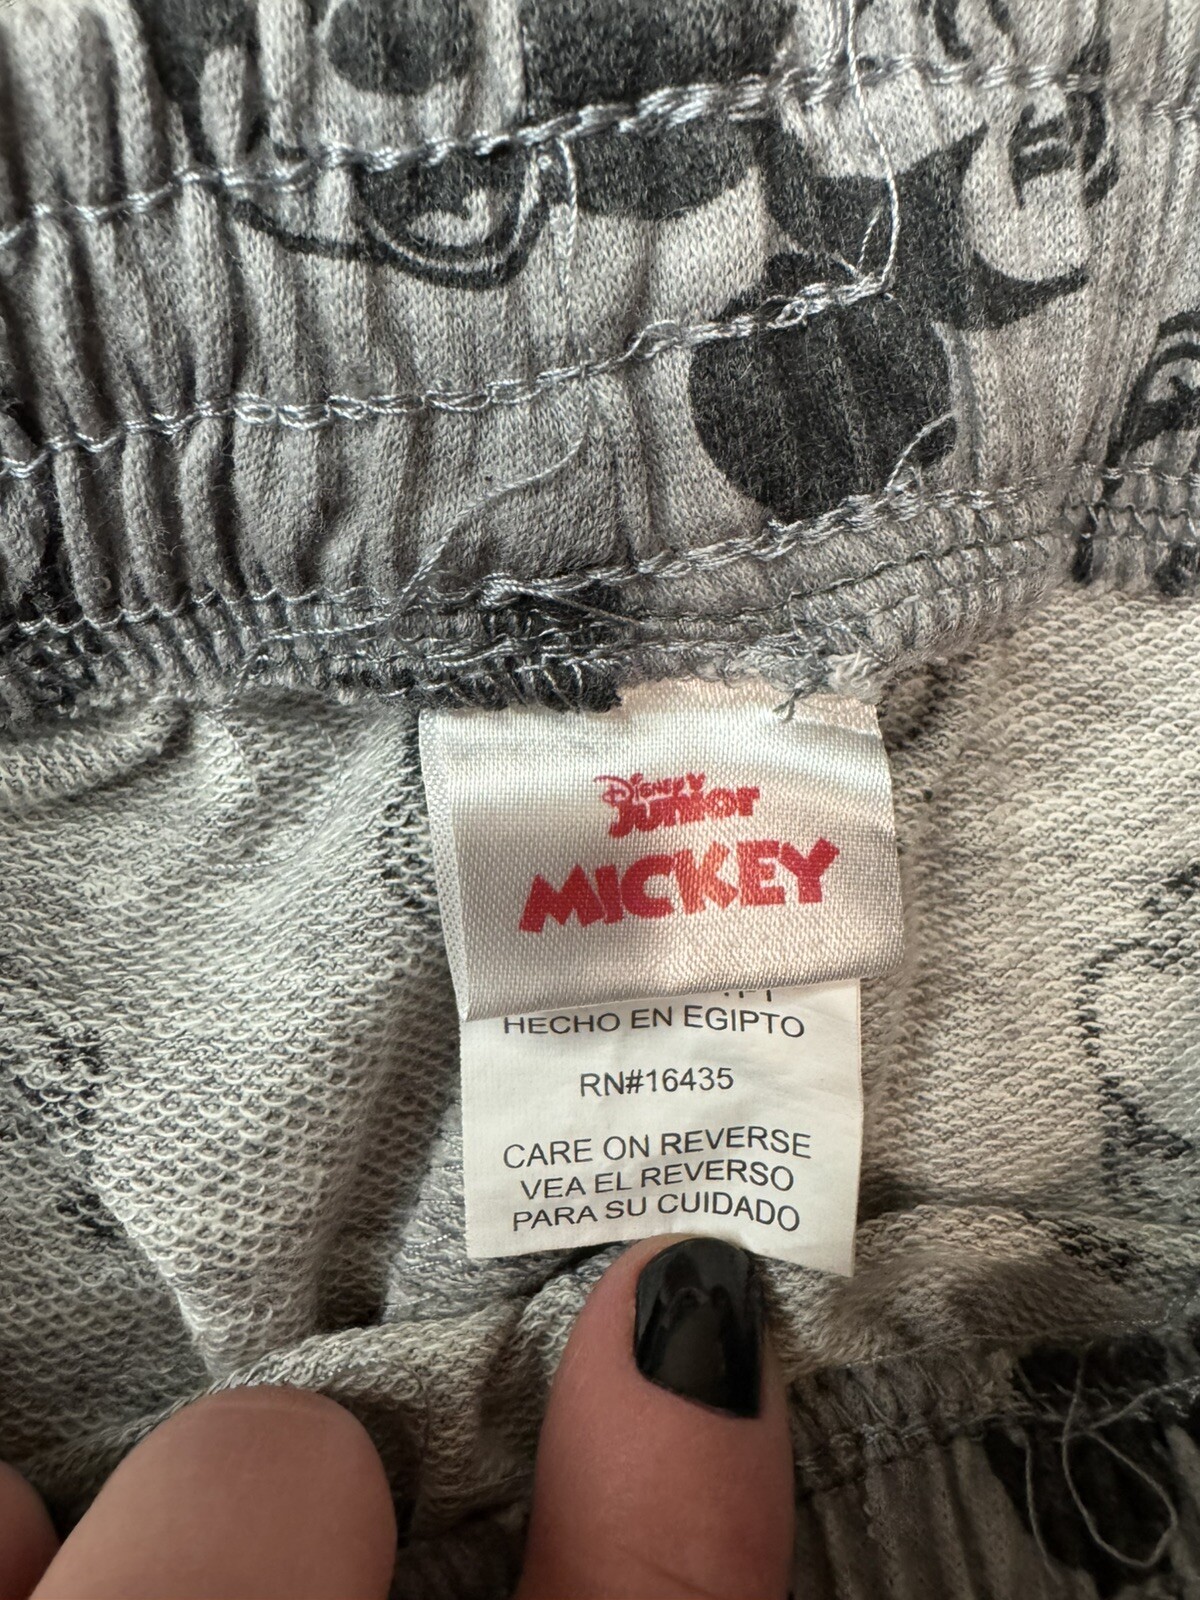 Disney
Junior
MICKEY
HECHO EN EGIPTO
RN#16435
CARE ON REVERSE
VEA EL REVERSO
PARA SU CUIDADO